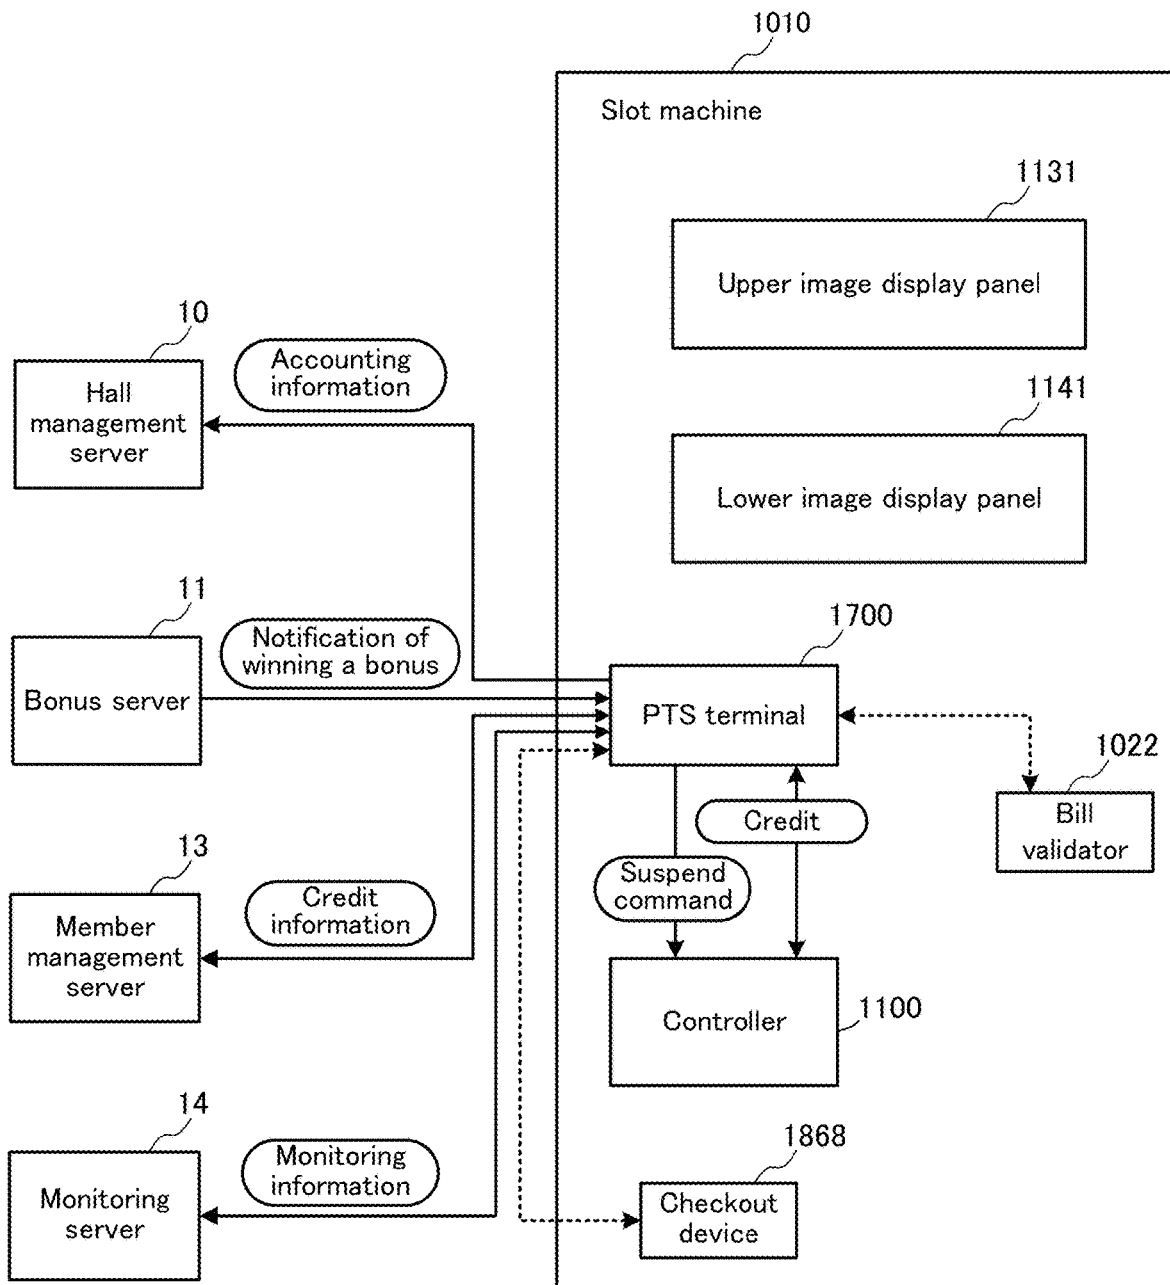 1010
Slot machine
1131
Upper image display panel
10
Hall
management
server
Accounting
information
1141
Lower image display panel
11
Bonus server
Notification of
winning a bonus
1700
PTS terminal
1022
Bill
validator
Credit
Suspend
command
13
Member
management
server
Credit
information
Controller
1100
14
Monitoring
server
Monitoring
information
1868
Checkout
device